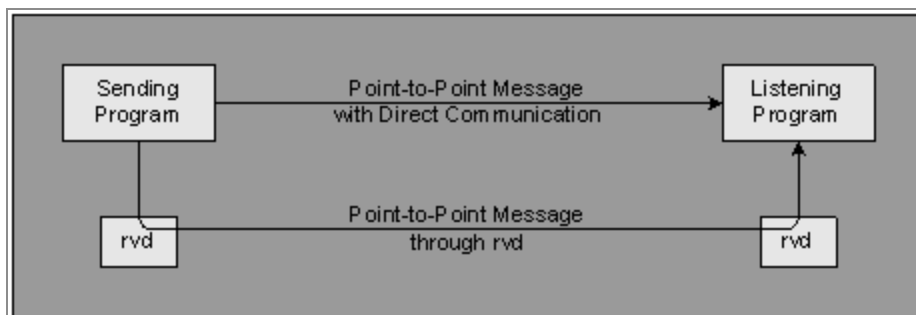 Sending
Program
Point-to-Point Message
with Direct Communication
Listening
Program
Point-to-Point Message
through rvd
rvd
rvd